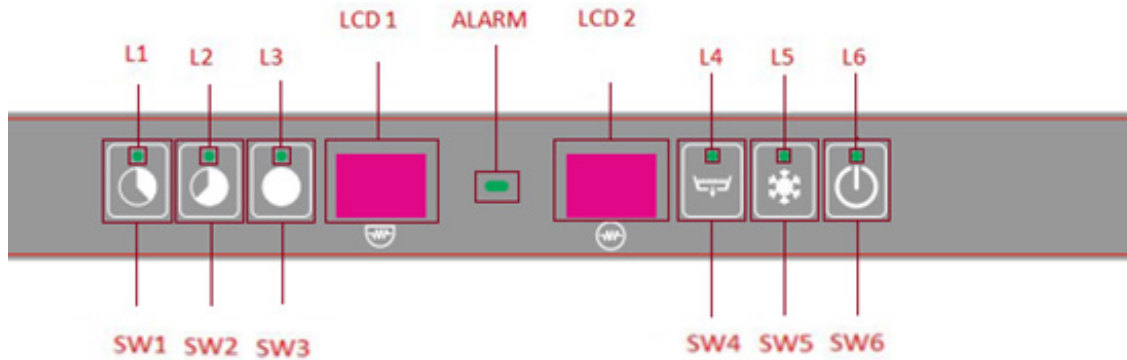 LCD 1 ALARM LCD 2
L1 L2 L3 L4 L5 L6
SW1 SW2 SW3 SW4 SW5 SW6